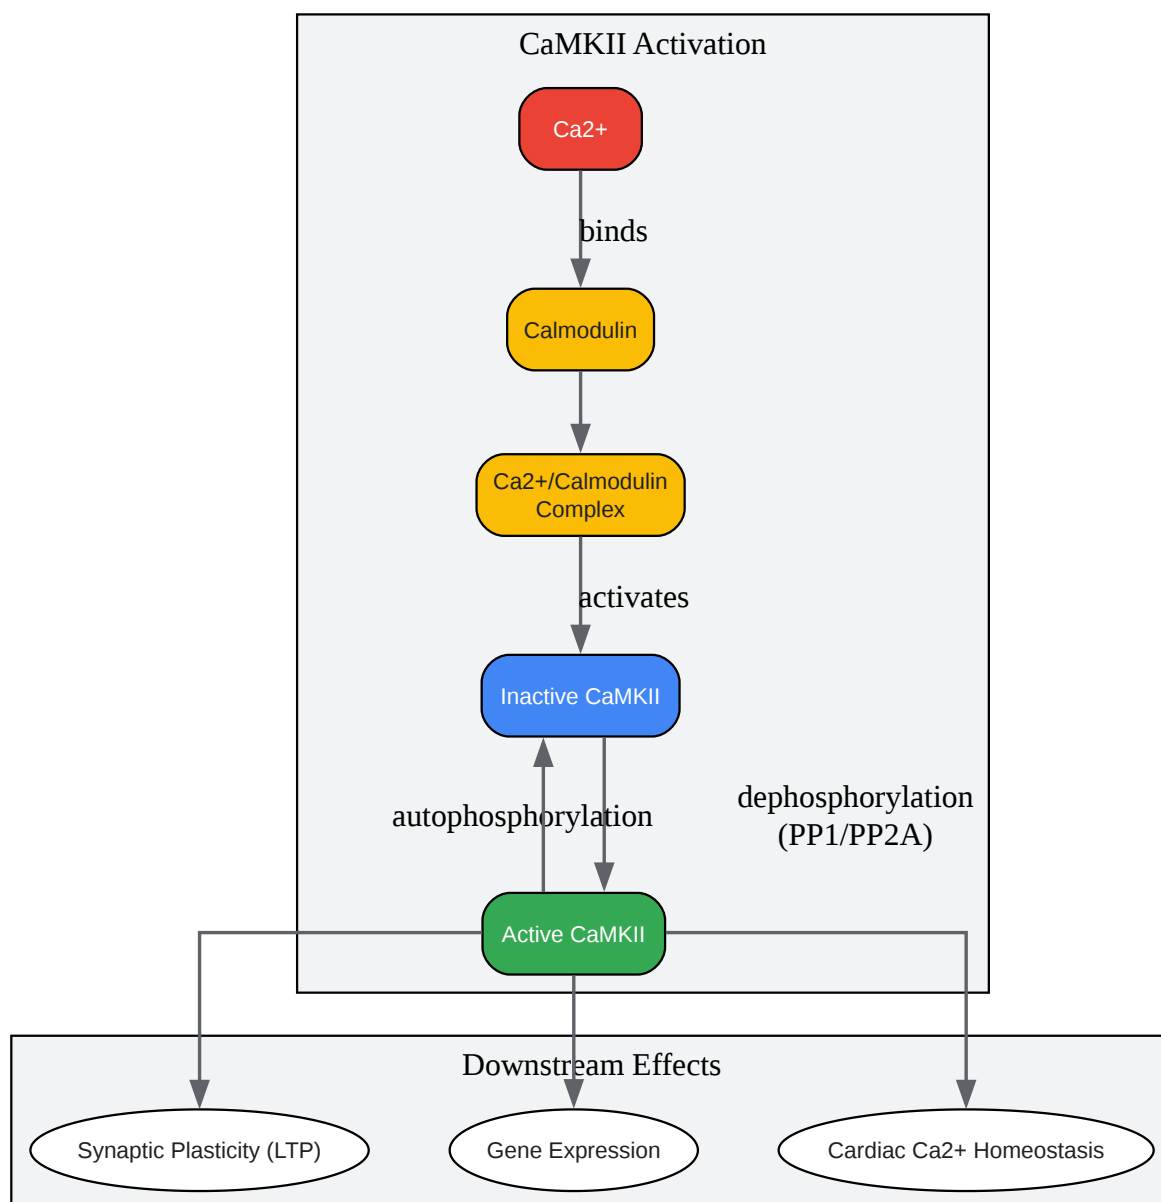 CaMKII Activation
Ca2+
binds
Calmodulin
Ca2+/Calmodulin
Complex
activates
Inactive CaMKII
autophosphorylation
dephosphorylation
(PP1/PP2A)
Active CaMKII
Downstream Effects
Synaptic Plasticity (LTP)
Gene Expression
Cardiac Ca2+ Homeostasis